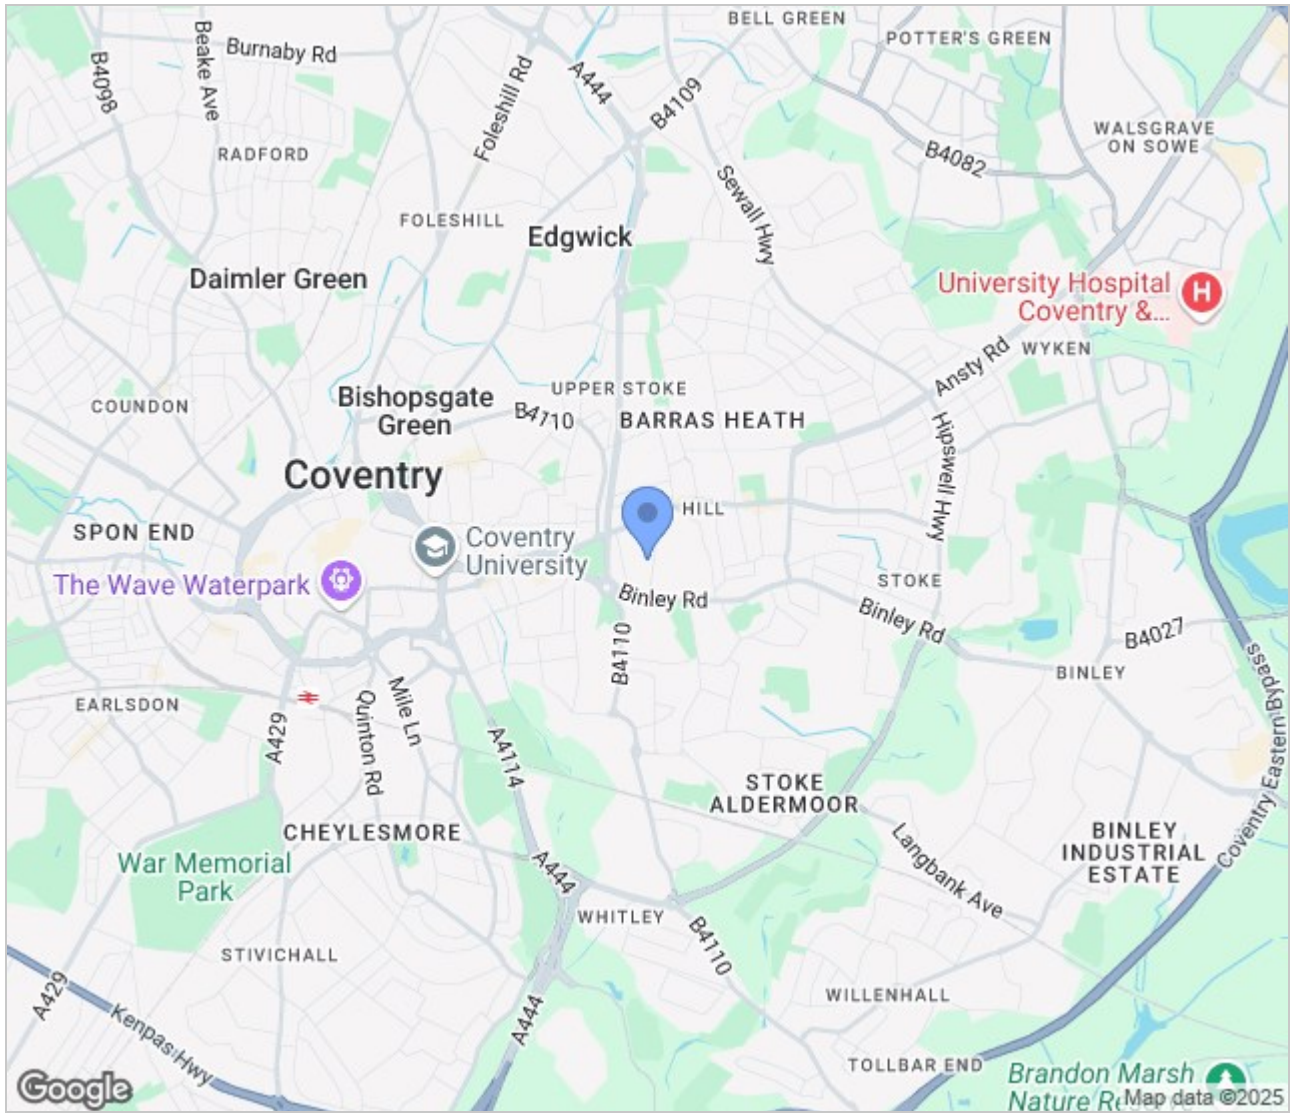 BELL GREEN
POTTER'S GREEN
Burnaby Rd
Beake Ave
B4098
Foleshill Rd
A444
B4109
WALSGRAVE
ON SOWE
RADFORD
B4082
Sewall Hwy
FOLESHILL
Edgwick
Daimler Green
University Hospital
Coventry &...
H
WYKEN
Ansty Rd
UPPER STOKE
Bishopsgate
Green
COUNDON
B4110
BARRAS HEATH
Hipswell Hwy
Coventry
HILL
SPON END
Coventry
University
The Wave Waterpark
STOKE
Binley Rd
Binley Rd
B4027
B4110
BINLEY
Coventry Eastern Bypass
EARLSDON
A429
Quinton Rd
Mile Ln
A4114
STOKE
ALDERMOOR
CHEYLESMORE
Langbank Ave
BINLEY
INDUSTRIAL
ESTATE
War Memorial
Park
A444
WHITLEY
B4110
STIVICHALL
A429
WILLENHALL
Kenpas Hwy
A444
TOLLBAR END
Brandon Marsh
Nature Re
Google
Map data ©2025